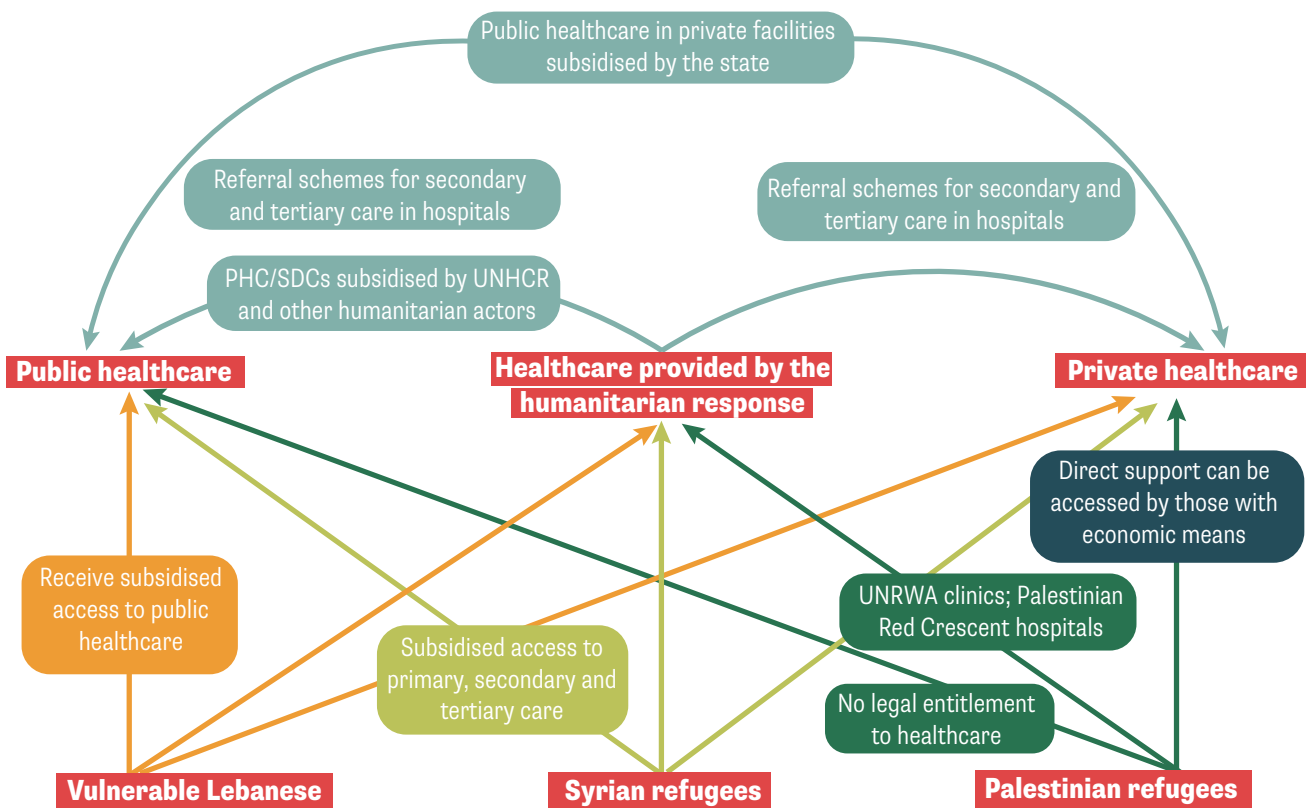 Public healthcare in private facilities
subsidised by the state
Referral schemes for secondary
and tertiary care in hospitals
Referral schemes for secondary and
tertiary care in hospitals
PHC/SDCs subsidised by UNHCR
and other humanitarian actors
Public healthcare
Healthcare provided by the
humanitarian response
Private healthcare
Direct support can be
accessed by those with
economic means
Receive subsidised
access to public
healthcare
UNRWA clinics; Palestinian
Red Crescent hospitals
Subsidised access to
primary, secondary and
tertiary care
No legal entitlement
to healthcare
Vulnerable Lebanese
Syrian refugees
Palestinian refugees